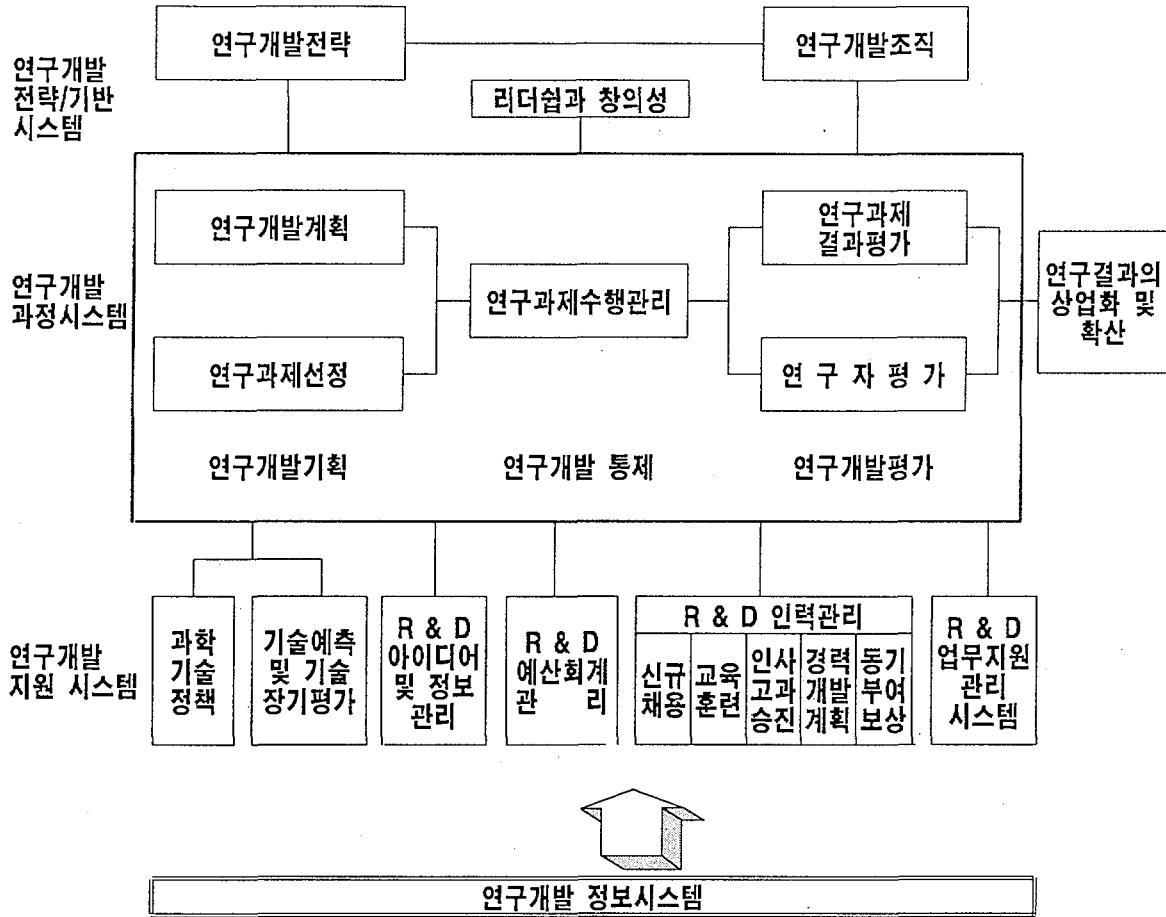 연구개발전략
연구개발조직
연구개발
전략/기반
시스템
리더쉽과 창의성
연구개발계획
연구과제
결과평가
연구개발
과정시스템
연구과제수행관리
연구결과의
상업화 및
확산
연구과제선정
연 구 자 평 가
연구개발기획
연구개발 통제
연구개발평가
연구개발
지원 시스템
과학
기술
정책
기술예측
및 기술
장기평가
R & D
아이디어
및 정보
관리
R & D
예산회계
관 리
R & D 인력관리
신규
채용
교육
훈련
인사
고과
승진
경력
개발
계획
동기
부여
보상
R & D
업무지원
관리
시스템
연구개발 정보시스템